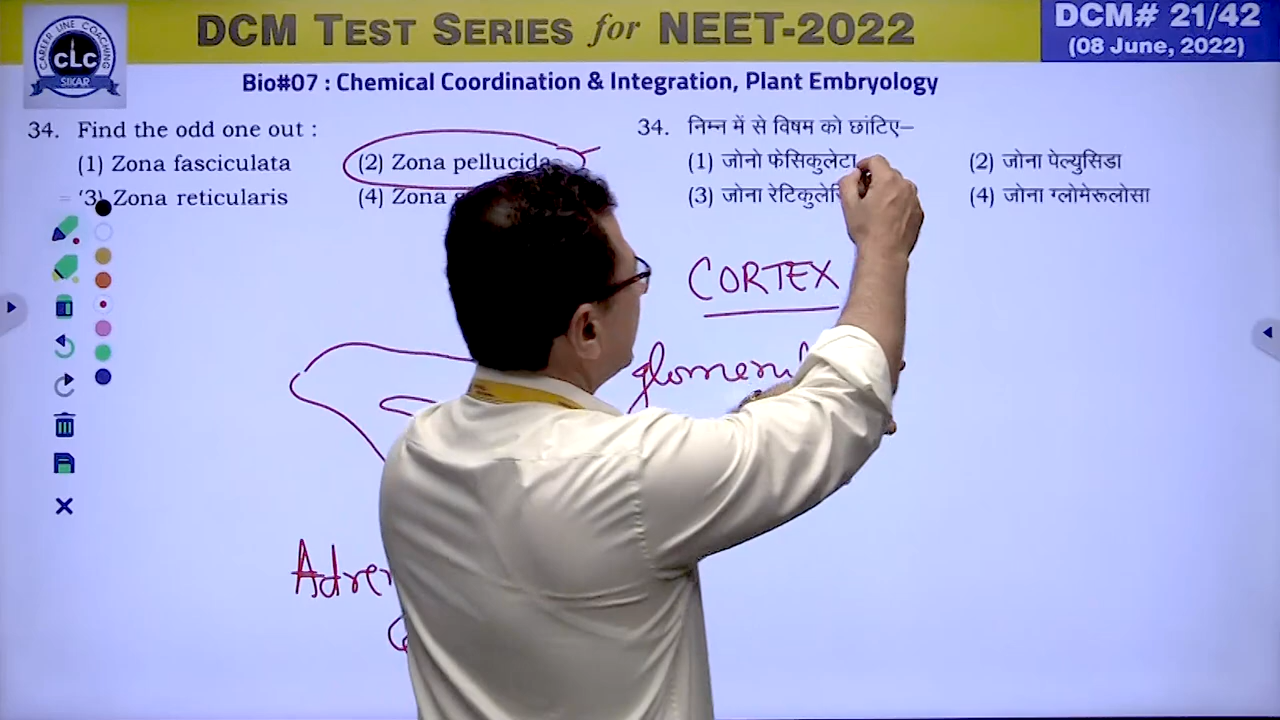 DCM TEST SERIES for NEET-2022
DCM# 21/42
(08 June, 2022)
CAREER LINE COACHING
CLC
SIKAR
Bio#07 : Chemical Coordination & Integration, Plant Embryology
34. Find the odd one out :
(1) Zona fasciculata (2) Zona pellucida
(3) Zona reticularis (4) Zona
34. निम्न में से विषम को छांटिए–
(1) जोनो फेसिकुलेटा (2) जोना पेल्युसिडा
(3) जोना (4) जोना ग्लोमेरूलोसा
CORTEX